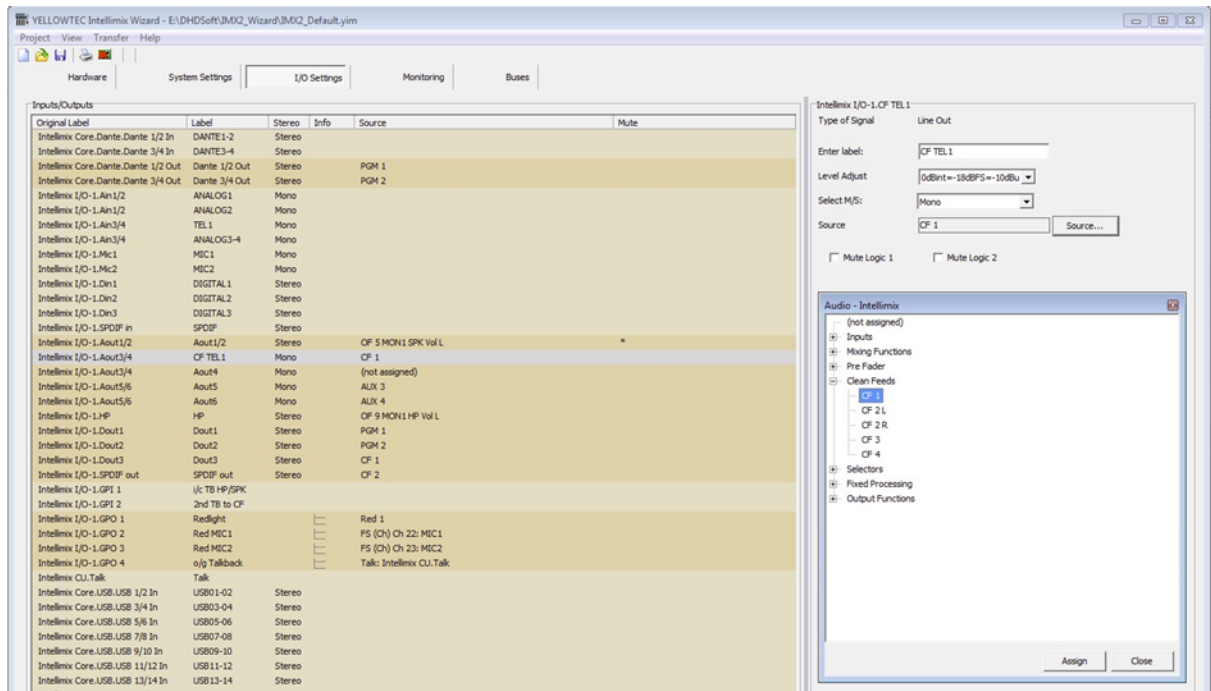 YELLOWTEC Intellimix Wizard - E:\DHDSoft\IMX2_Wizard\IMX2_Default.yim
Project View Transfer Help
Hardware System Settings I/O Settings Monitoring Buses
Inputs/Outputs
Original Label Label Stereo Info Source Mute
Intellimix Core.Dante.Dante 1/2 In DANTE1-2 Stereo
Intellimix Core.Dante.Dante 3/4 In DANTE3-4 Stereo
Intellimix Core.Dante.Dante 1/2 Out Dante 1/2 Out Stereo PGM 1
Intellimix Core.Dante.Dante 3/4 Out Dante 3/4 Out Stereo PGM 2
Intellimix I/O-1.Ain1/2 ANALOG1 Mono
Intellimix I/O-1.Ain1/2 ANALOG2 Mono
Intellimix I/O-1.Ain3/4 TEL1 Mono
Intellimix I/O-1.Ain3/4 ANALOG3-4 Mono
Intellimix I/O-1.Mic1 MIC1 Mono
Intellimix I/O-1.Mic2 MIC2 Mono
Intellimix I/O-1.Din1 DIGITAL1 Stereo
Intellimix I/O-1.Din2 DIGITAL2 Stereo
Intellimix I/O-1.Din3 DIGITAL3 Stereo
Intellimix I/O-1.SPDIF in SPDIF Stereo
Intellimix I/O-1.Aout1/2 Aout1/2 Stereo OF 5 MON1 SPK Vol L *
Intellimix I/O-1.Aout3/4 CF TEL1 Mono CF 1
Intellimix I/O-1.Aout3/4 Aout4 Mono (not assigned)
Intellimix I/O-1.Aout5/6 Aout5 Mono AUX 3
Intellimix I/O-1.Aout5/6 Aout6 Mono AUX 4
Intellimix I/O-1.HP HP Stereo OF 9 MON1 HP Vol L
Intellimix I/O-1.Dout1 Dout1 Stereo PGM 1
Intellimix I/O-1.Dout2 Dout2 Stereo PGM 2
Intellimix I/O-1.Dout3 Dout3 Stereo CF 1
Intellimix I/O-1.SPDIF out SPDIF out Stereo CF 2
Intellimix I/O-1.GPI 1 i/c TB HP/SPK
Intellimix I/O-1.GPI 2 2nd TB to CF
Intellimix I/O-1.GPO 1 Redlight Red 1
Intellimix I/O-1.GPO 2 Red MIC1 FS (Ch) Ch 22: MIC1
Intellimix I/O-1.GPO 3 Red MIC2 FS (Ch) Ch 23: MIC2
Intellimix I/O-1.GPO 4 o/g Talkback Talk: Intellimix CU.Talk
Intellimix CU.Talk Talk
Intellimix Core.USB.USB 1/2 In USB01-02 Stereo
Intellimix Core.USB.USB 3/4 In USB03-04 Stereo
Intellimix Core.USB.USB 5/6 In USB05-06 Stereo
Intellimix Core.USB.USB 7/8 In USB07-08 Stereo
Intellimix Core.USB.USB 9/10 In USB09-10 Stereo
Intellimix Core.USB.USB 11/12 In USB11-12 Stereo
Intellimix Core.USB.USB 13/14 In USB13-14 Stereo
Intellimix I/O-1.CF TEL1
Type of Signal Line Out
Enter label: CF TEL1
Level Adjust 0dBint=-18dBFS=-10dBu
Select M/S: Mono
Source CF 1 Source...
Mute Logic 1 Mute Logic 2
Audio - Intellimix
(not assigned)
Inputs
Mixing Functions
Pre Fader
Clean Feeds
CF 1
CF 2 L
CF 2 R
CF 3
CF 4
Selectors
Fixed Processing
Output Functions
Assign Close